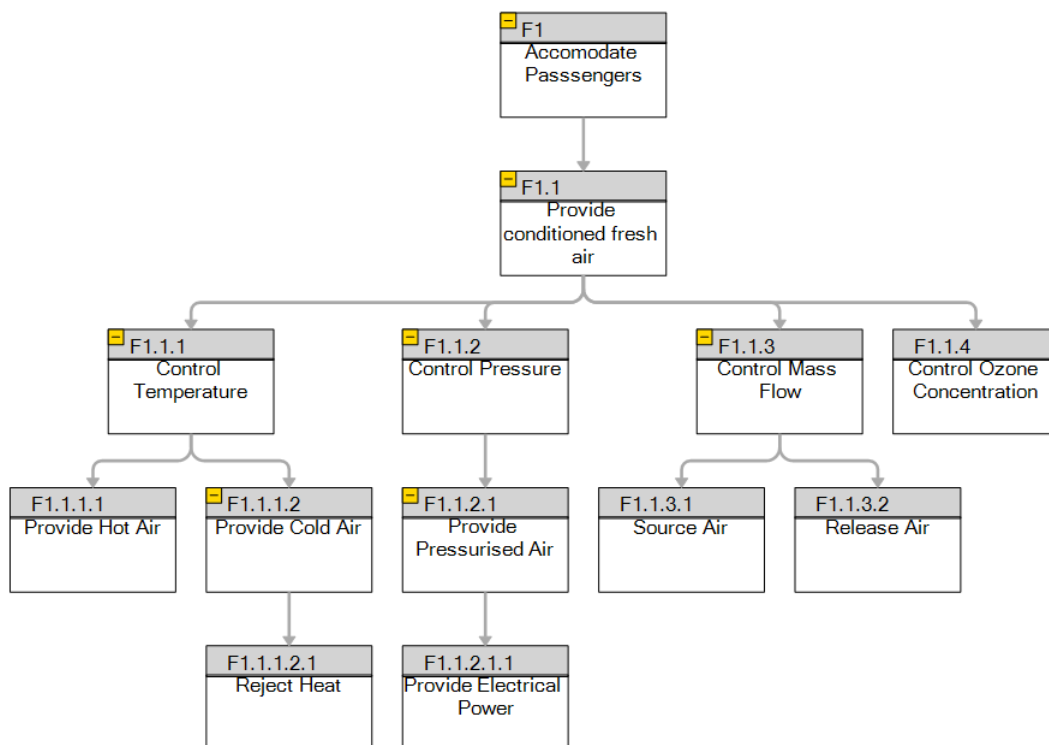 F1
Accomodate
Passsengers
F1.1
Provide
conditioned fresh
air
F1.1.1
Control
Temperature
F1.1.2
Control Pressure
F1.1.3
Control Mass
Flow
F1.1.4
Control Ozone
Concentration
F1.1.1.1
Provide Hot Air
F1.1.1.2
Provide Cold Air
F1.1.2.1
Provide
Pressurised Air
F1.1.3.1
Source Air
F1.1.3.2
Release Air
F1.1.1.2.1
Reject Heat
F1.1.2.1.1
Provide Electrical
Power